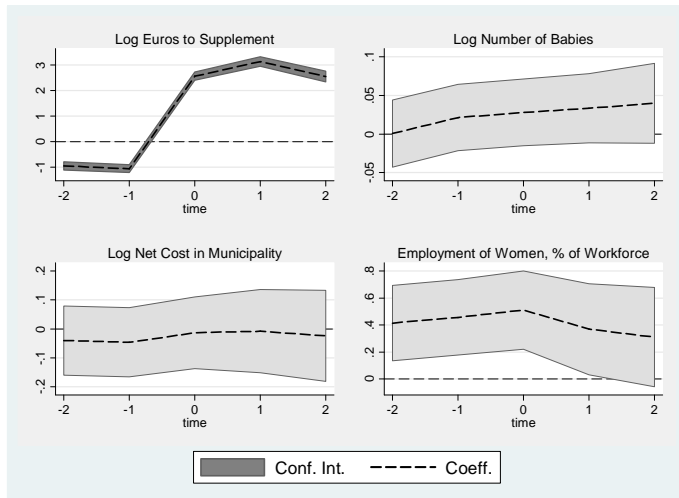 Log Euros to Supplement
3
2
1
0
-1
-2 -1 0 1 2
time
Log Number of Babies
.1
.05
0
-.05
-2 -1 0 1 2
time
Log Net Cost in Municipality
.2
.1
0
-.1
-.2
-2 -1 0 1 2
time
Employment of Women, % of Workforce
.8
.6
.4
.2
0
-2 -1 0 1 2
time
Conf. Int. Coeff.